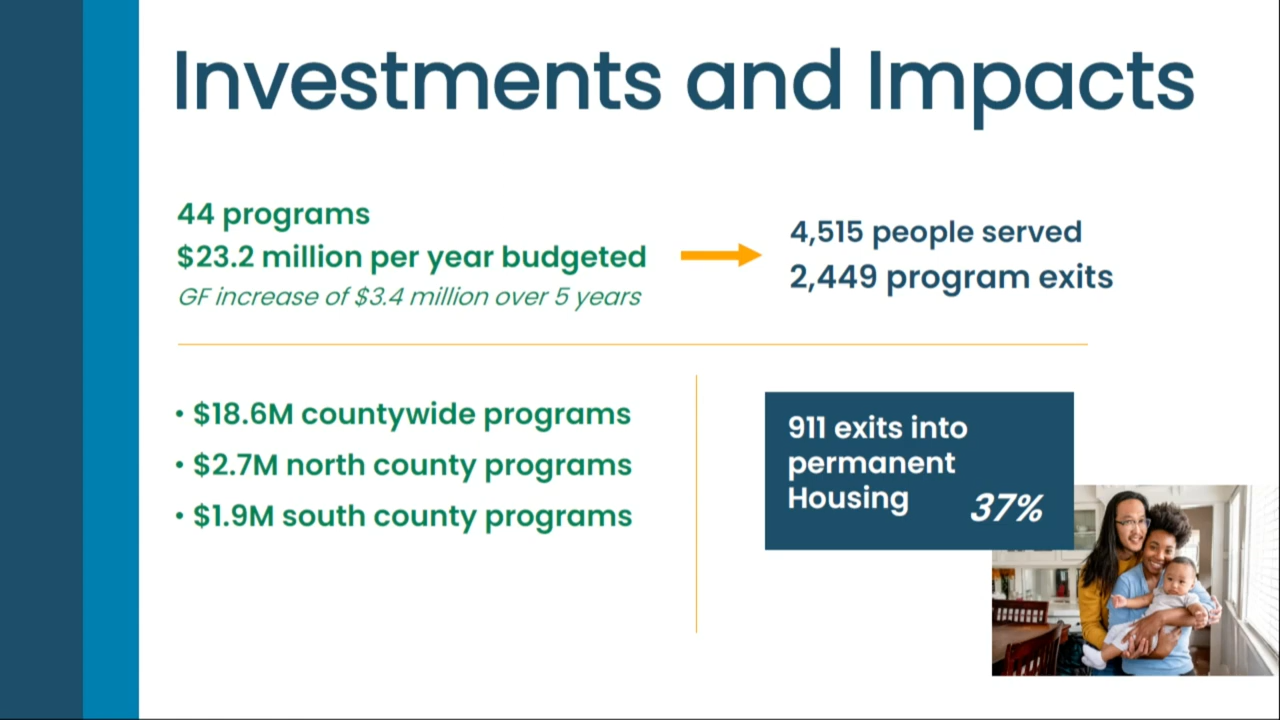 Investments and Impacts
44 programs
$23.2 million per year budgeted
GF increase of $3.4 million over 5 years
4,515 people served
2,449 program exits
• $18.6M countywide programs
• $2.7M north county programs
• $1.9M south county programs
911 exits into
permanent
Housing
37%